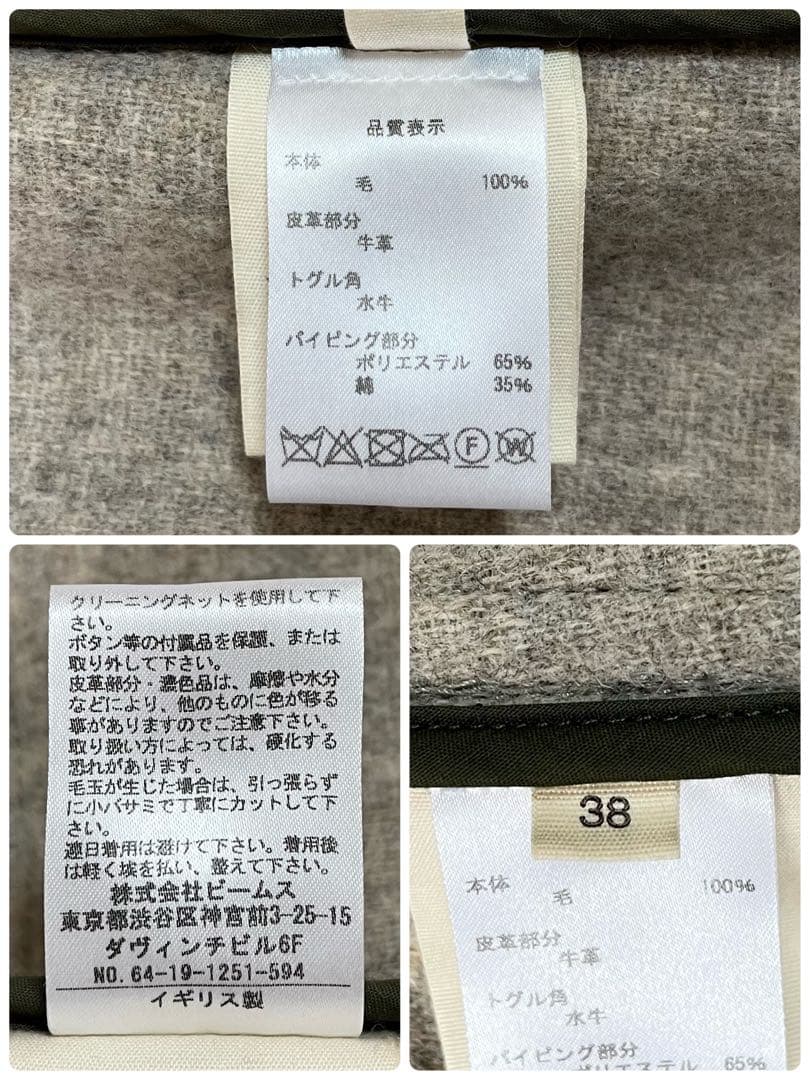 品質表示
本体
毛 100%
皮革部分
牛革
トグル角
水牛
パイピング部分
ポリエステル 65%
綿 35%
F W
クリーニングネットを使用して下
さい。
ボタン等の付属品を保護、または
取り外して下さい。
皮革部分・濃色品は、摩擦や水分
などにより、他のものに色が移る
事がありますのでご注意下さい。
取り扱い方によっては、硬化する
恐れがあります。
毛玉が生じた場合は、引っ張らず
に小バサミで丁寧にカットして下
さい。
連日着用は避けて下さい。着用後
は軽く埃を払い、整えて下さい。
株式会社ビームス
東京都渋谷区神宮前3-25-15
ダヴィンチビル6F
NO. 64-19-1251-594
イギリス製
38
本体
毛 100%
皮革部分
牛革
トグル角
水牛
パイピング部分
ポリエステル 65%